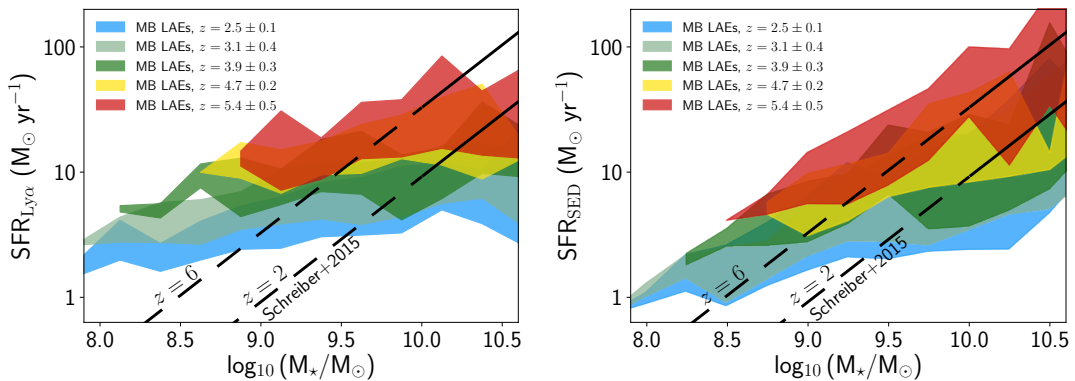 MB LAEs, z = 2.5 ± 0.1
MB LAEs, z = 3.1 ± 0.4
MB LAEs, z = 3.9 ± 0.3
MB LAEs, z = 4.7 ± 0.2
MB LAEs, z = 5.4 ± 0.5
100
10
1
SFR_Lyα (M_⊙ yr^−1)
z = 6
z = 2
Schreiber+2015
8.0 8.5 9.0 9.5 10.0 10.5
log_10 (M_⋆/M_⊙)
MB LAEs, z = 2.5 ± 0.1
MB LAEs, z = 3.1 ± 0.4
MB LAEs, z = 3.9 ± 0.3
MB LAEs, z = 4.7 ± 0.2
MB LAEs, z = 5.4 ± 0.5
100
10
1
SFR_SED (M_⊙ yr^−1)
z = 6
z = 2
Schreiber+2015
8.0 8.5 9.0 9.5 10.0 10.5
log_10 (M_⋆/M_⊙)